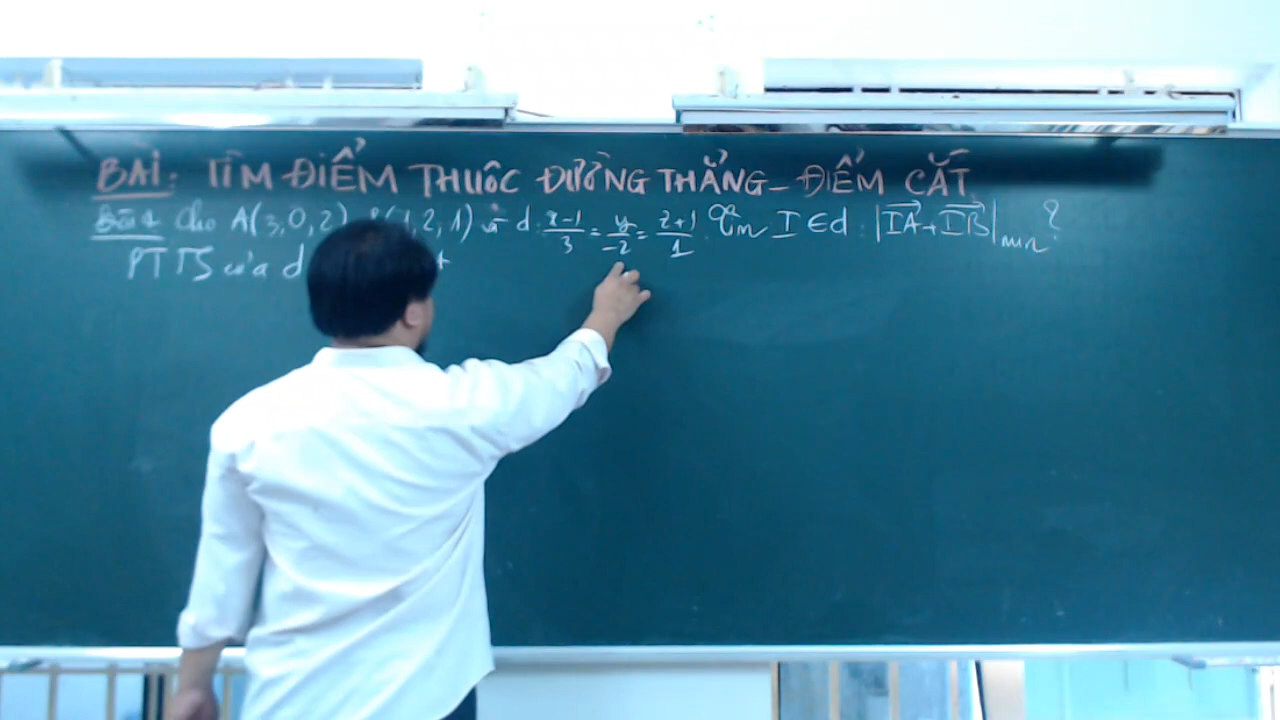 BÀI: TÌM ĐIỂM THUỘC ĐƯỜNG THẲNG - ĐIỂM CẮT
Bài 1 Cho A(3,0,2), B(1,2,1) và d: x-1/3 = y/-2 = z+1/1. Tìm I ∈ d: |IA + IB| min?
PTTS của d